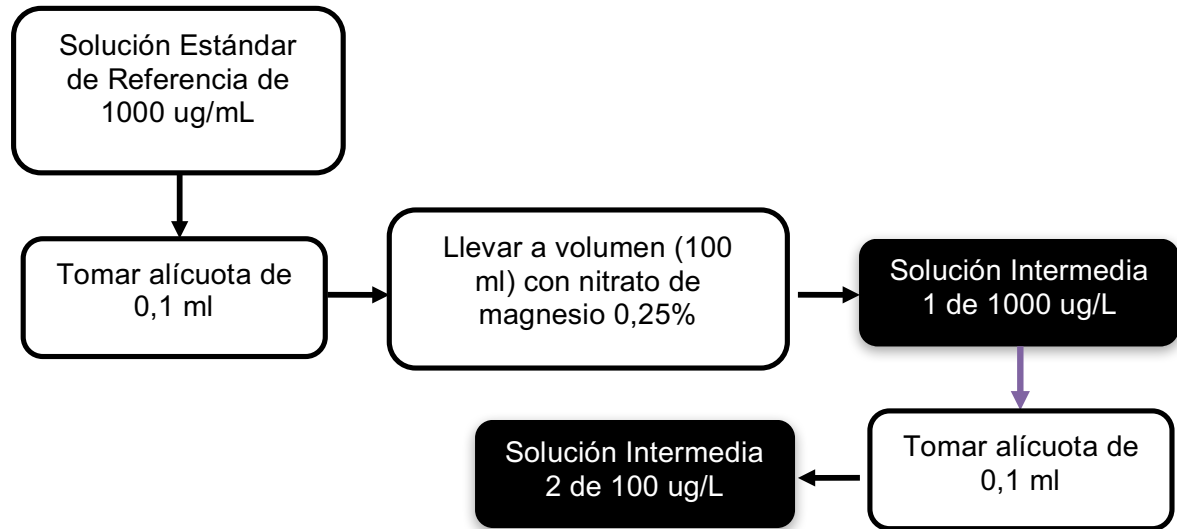 Solución Estándar
de Referencia de
1000 ug/mL
Tomar alícuota de
0,1 ml
Llevar a volumen (100
ml) con nitrato de
magnesio 0,25%
Solución Intermedia
1 de 1000 ug/L
Tomar alícuota de
0,1 ml
Solución Intermedia
2 de 100 ug/L